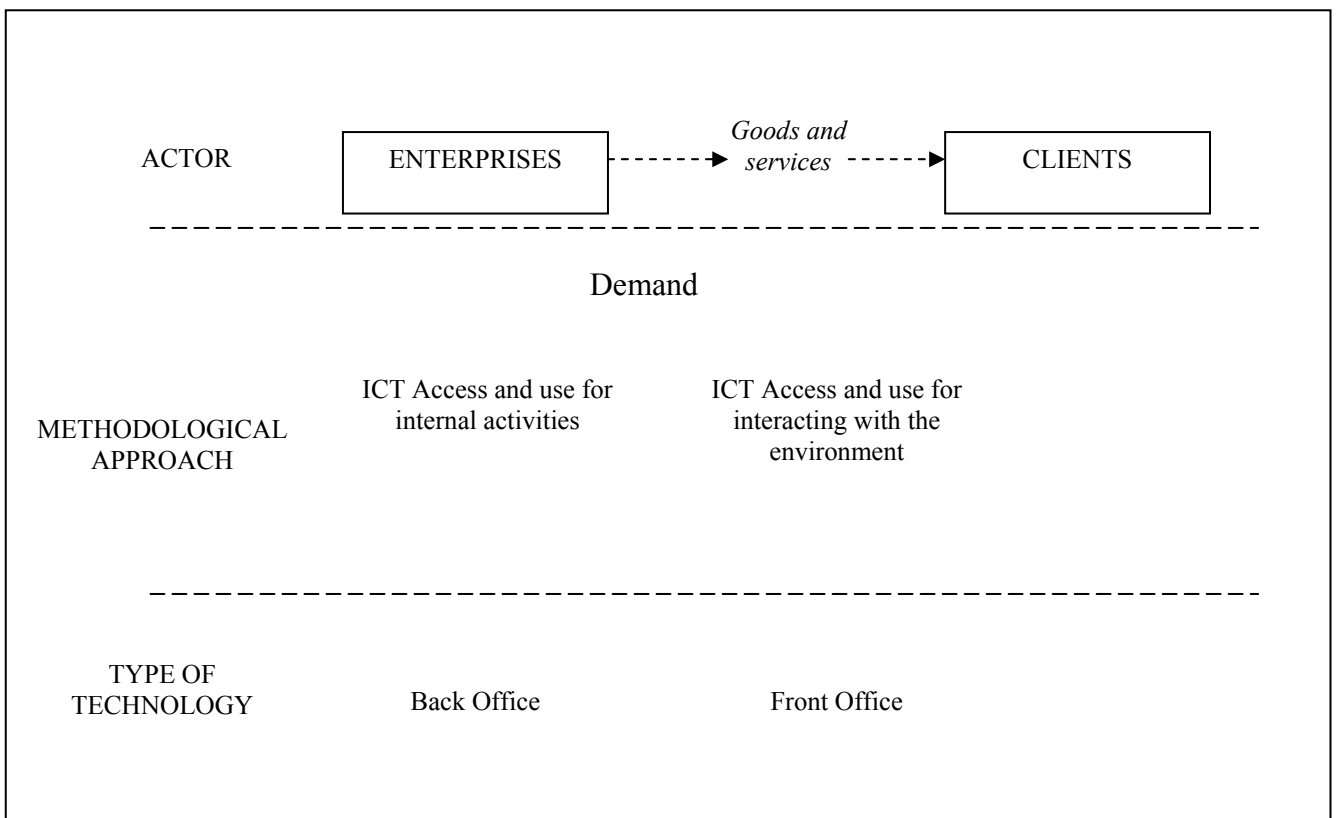 ACTOR
ENTERPRISES
Goods and
services
CLIENTS
Demand
METHODOLOGICAL
APPROACH
ICT Access and use for
internal activities
ICT Access and use for
interacting with the
environment
TYPE OF
TECHNOLOGY
Back Office
Front Office